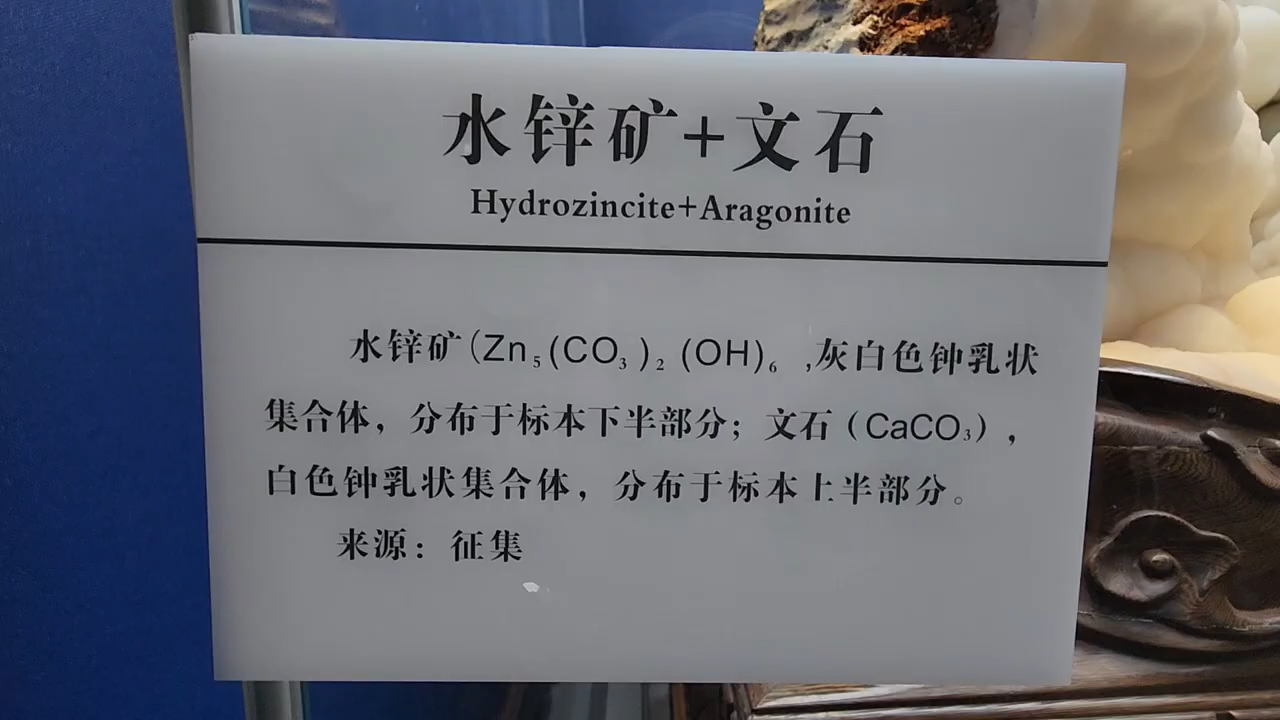 水锌矿+文石
Hydrozincite+Aragonite
水锌矿(Zn₅(CO₃)₂ (OH)₆ ,灰白色钟乳状
集合体，分布于标本下半部分；文石（CaCO₃），
白色钟乳状集合体，分布于标本上半部分。
来源：征集